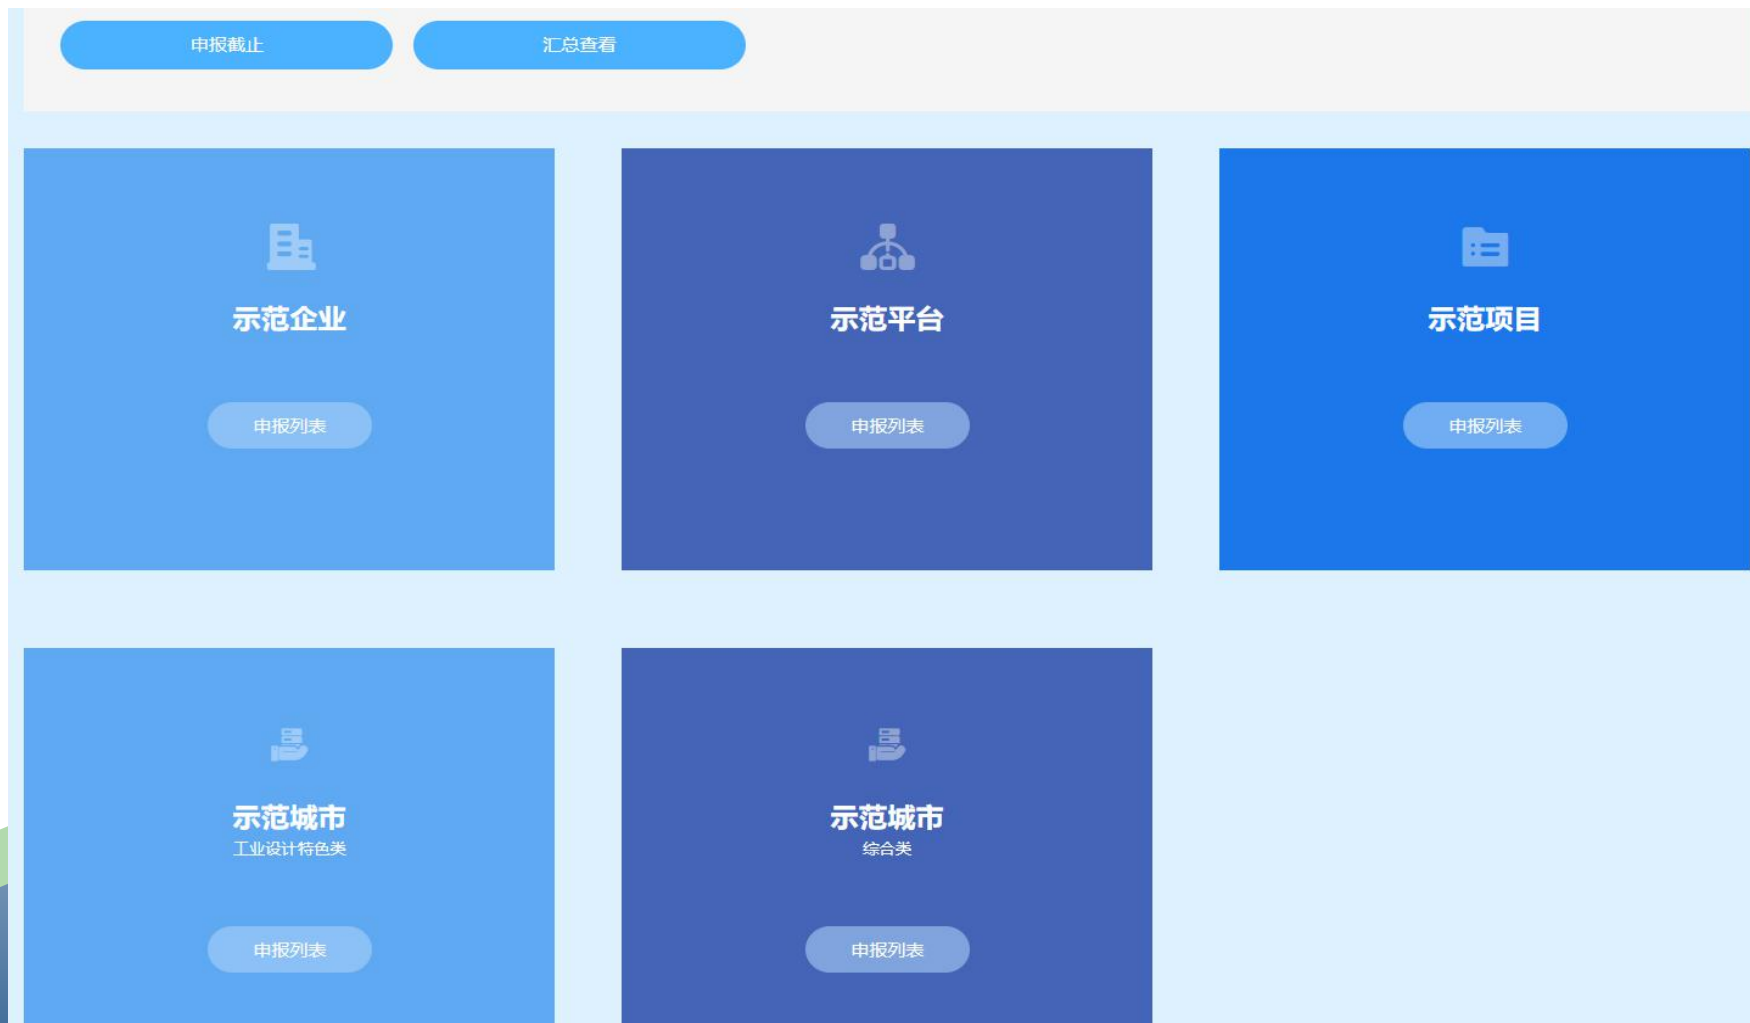 申报截止
汇总查看
示范企业
示范平台
示范项目
申报列表
申报列表
申报列表
示范城市
示范城市
工业设计特色类
综合类
申报列表
申报列表